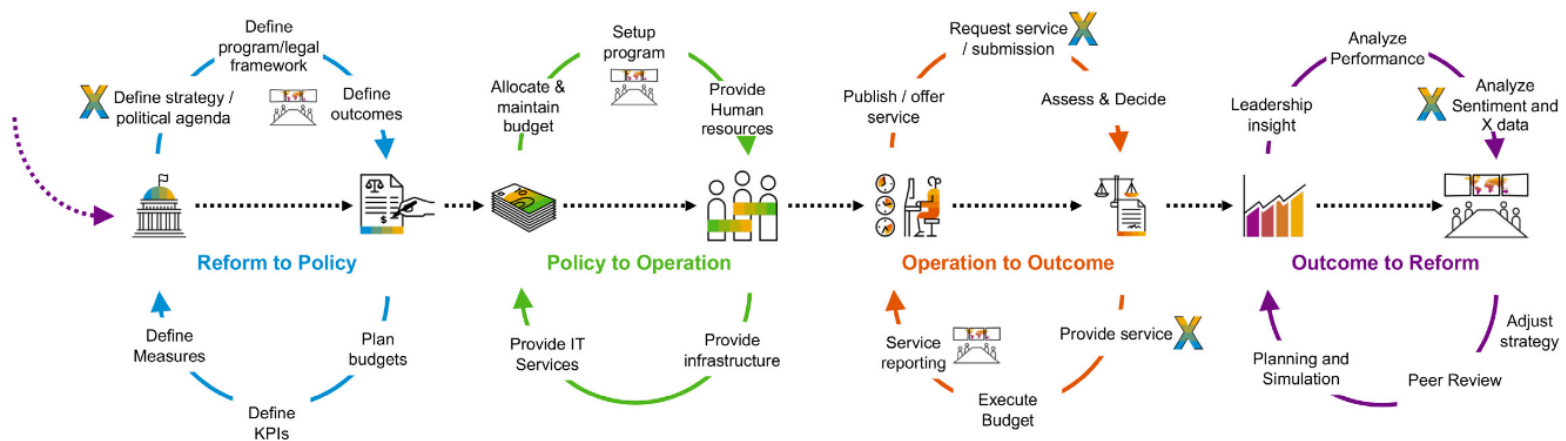 Define
program/legal
framework
Define strategy /
political agenda
Define
outcomes
Reform to Policy
Define
Measures
Plan
budgets
Define
KPIs
Setup
program
Allocate &
maintain
budget
Provide
Human
resources
Policy to Operation
Provide IT
Services
Provide
infrastructure
Request service
/ submission
Publish / offer
service
Assess & Decide
Operation to Outcome
Service
reporting
Provide service
Execute
Budget
Analyze
Performance
Leadership
insight
Analyze
Sentiment and
X data
Outcome to Reform
Adjust
strategy
Planning and
Simulation
Peer Review